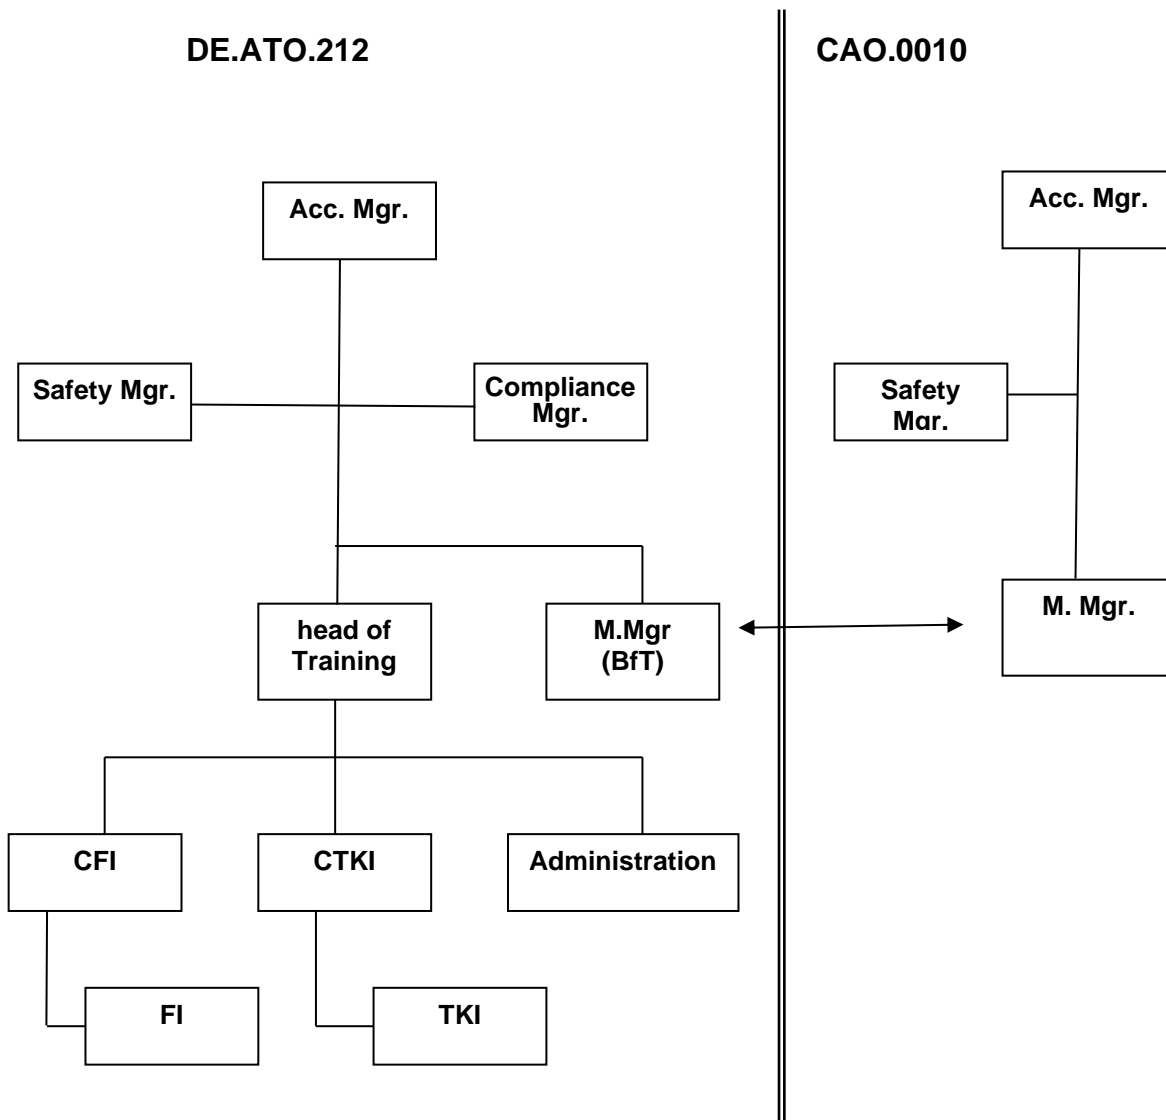 DE.ATO.212
CAO.0010
Acc. Mgr.
Acc. Mgr.
Safety Mgr.
Compliance
Mgr.
Safety
Mgr.
head of
Training
M.Mgr
(BfT)
M. Mgr.
CFI
CTKI
Administration
FI
TKI